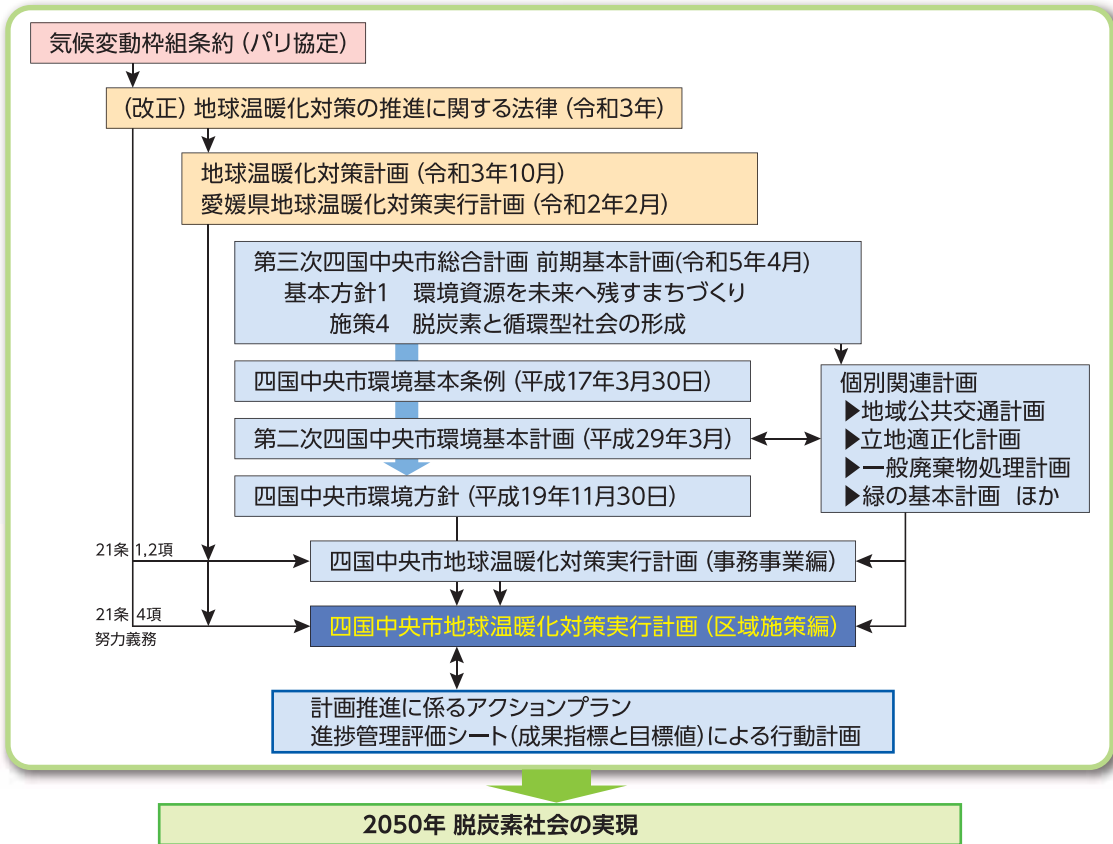 気候変動枠組条約（パリ協定）
（改正）地球温暖化対策の推進に関する法律（令和3年）
地球温暖化対策計画（令和3年10月）
愛媛県地球温暖化対策実行計画（令和2年2月）
第三次四国中央市総合計画 前期基本計画(令和5年4月)
基本方針1　環境資源を未来へ残すまちづくり
施策4　脱炭素と循環型社会の形成
四国中央市環境基本条例（平成17年3月30日）
第二次四国中央市環境基本計画（平成29年3月）
四国中央市環境方針（平成19年11月30日）
個別関連計画
▶地域公共交通計画
▶立地適正化計画
▶一般廃棄物処理計画
▶緑の基本計画　ほか
21条 1,2項
四国中央市地球温暖化対策実行計画（事務事業編）
21条 4項
努力義務
四国中央市地球温暖化対策実行計画（区域施策編）
計画推進に係るアクションプラン
進捗管理評価シート（成果指標と目標値）による行動計画
2050年 脱炭素社会の実現